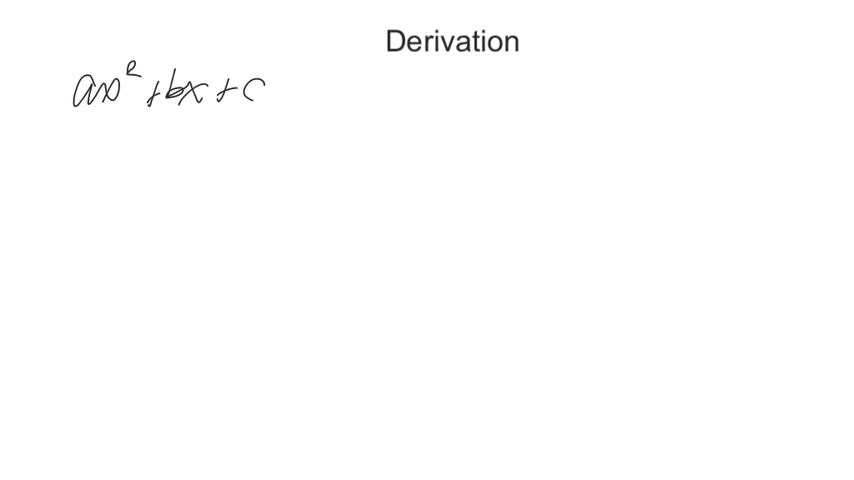 Derivation
ax² + bx + c